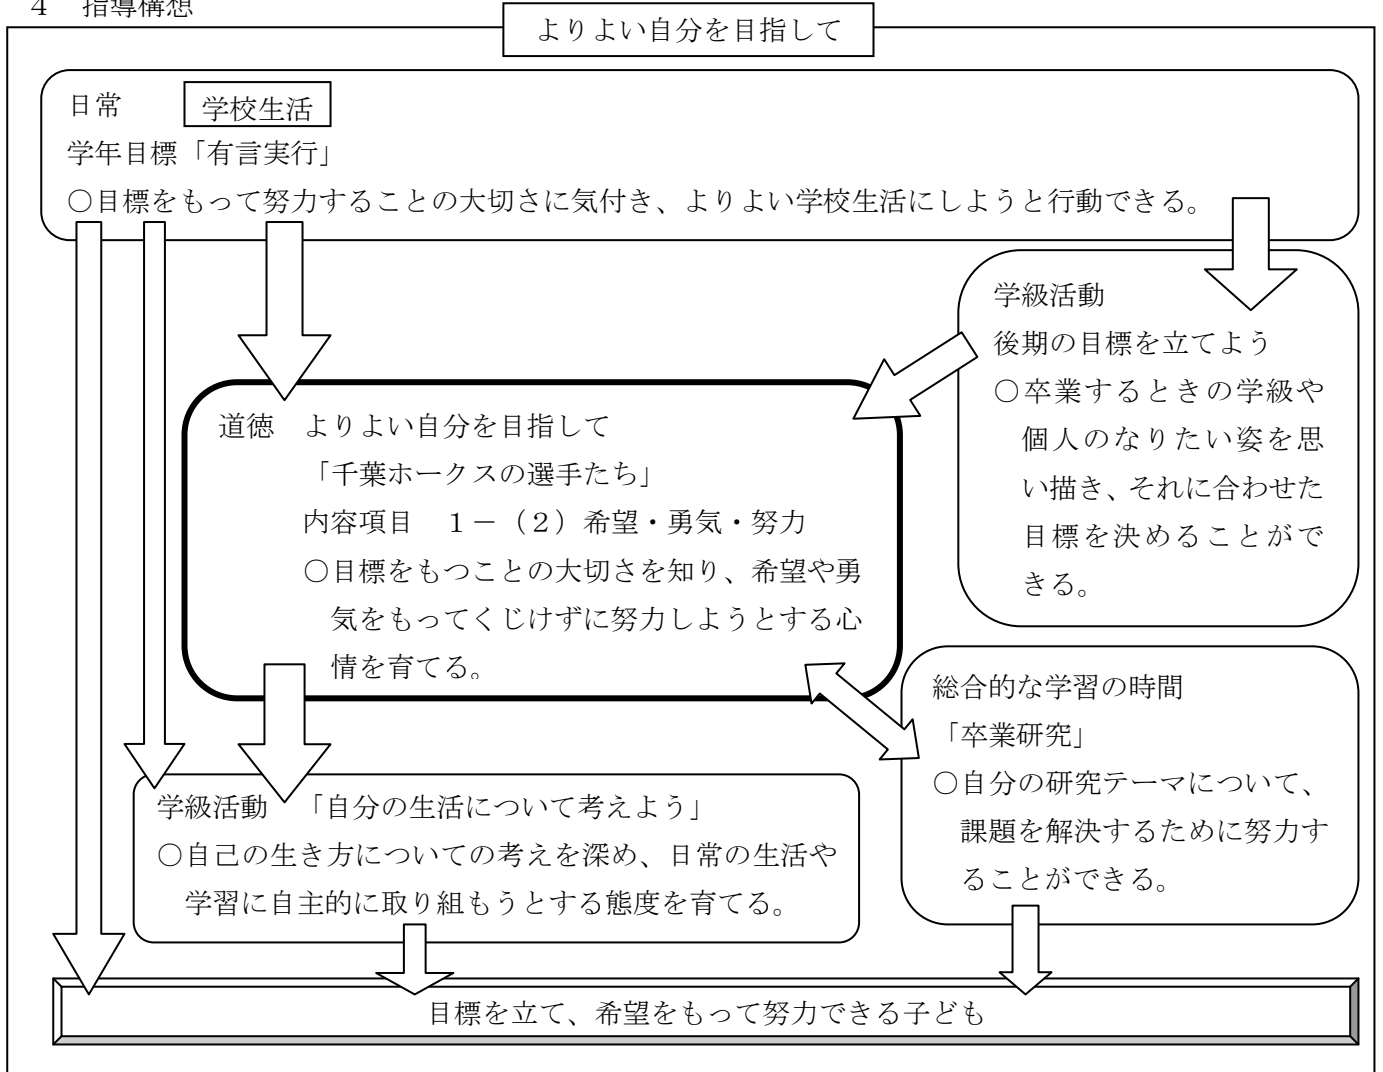 4　指導構想
よりよい自分を目指して
日常　学校生活
学年目標「有言実行」
○目標をもって努力することの大切さに気付き、よりよい学校生活にしようと行動できる。
学級活動
後期の目標を立てよう
○卒業するときの学級や
個人のなりたい姿を思
い描き、それに合わせた
目標を決めることがで
きる。
道徳　よりよい自分を目指して
「千葉ホークスの選手たち」
内容項目　１－（２）希望・勇気・努力
○目標をもつことの大切さを知り、希望や勇
気をもってくじけずに努力しようとする心
情を育てる。
総合的な学習の時間
「卒業研究」
○自分の研究テーマについて、
課題を解決するために努力す
ることができる。
学級活動　「自分の生活について考えよう」
○自己の生き方についての考えを深め、日常の生活や
学習に自主的に取り組もうとする態度を育てる。
目標を立て、希望をもって努力できる子ども